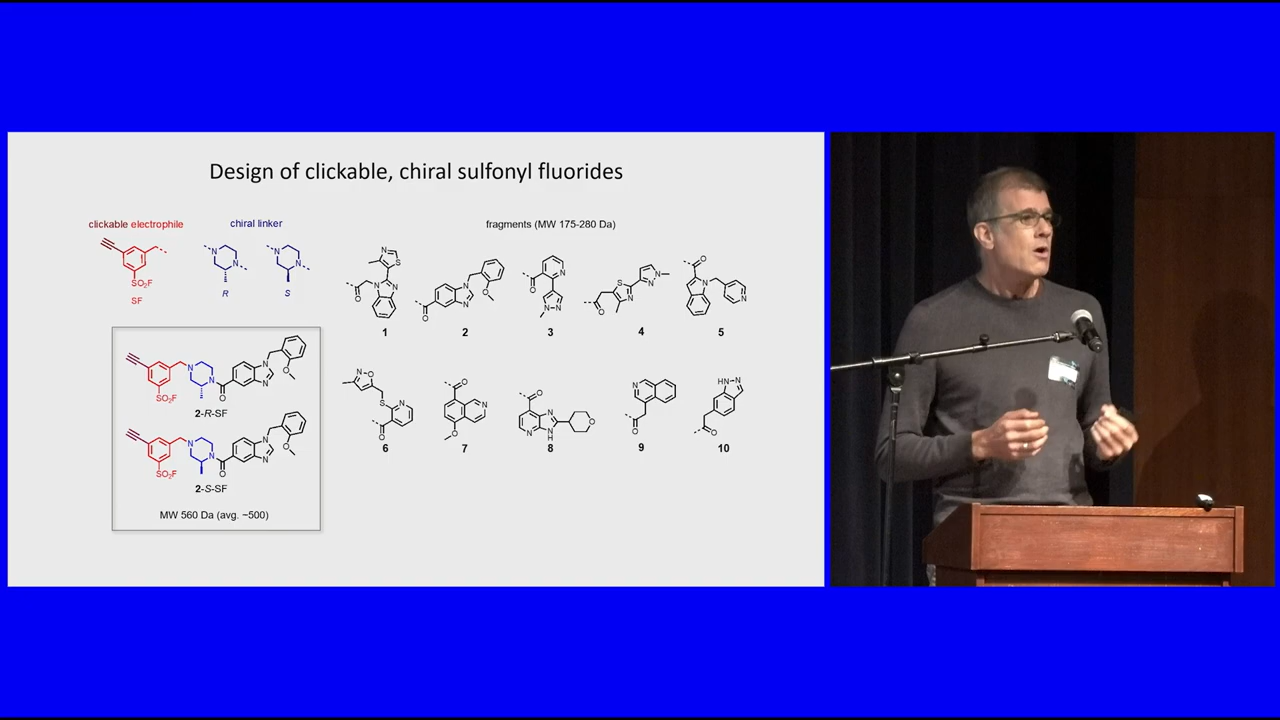 Design of clickable, chiral sulfonyl fluorides
clickable electrophile
chiral linker
fragments (MW 175-280 Da)
SO₂F
SF
N
N
R
N
N
S
N
S
N
N
O
1
N
N
O
O
2
N
O
N
N
3
N
N
S
N
O
4
O
N
N
5
SO₂F
N
N
O
N
N
O
2-R-SF
SO₂F
N
N
O
N
N
O
2-S-SF
MW 560 Da (avg. ~500)
N
O
S
N
O
6
O
N
O
7
O
N
N
N
H
O
8
N
O
9
HN
N
O
10